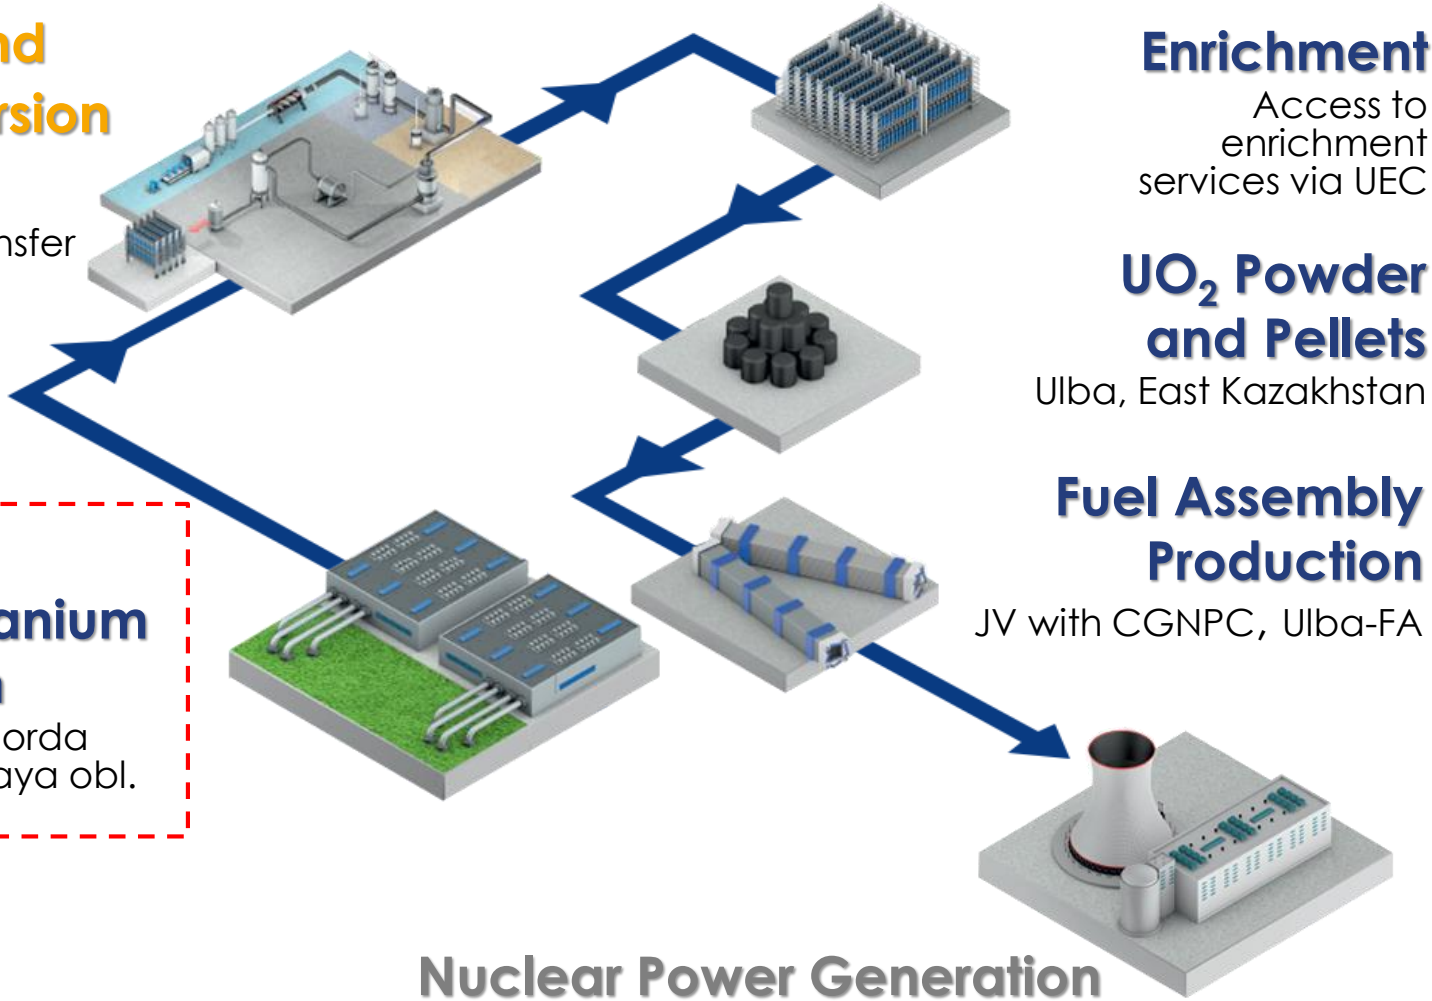 nd
rsion
nsfer
anium
n
orda
aya obl.
Enrichment
Access to
enrichment
services via UEC
UO₂ Powder
and Pellets
Ulba, East Kazakhstan
Fuel Assembly
Production
JV with CGNPC, Ulba-FA
Nuclear Power Generation